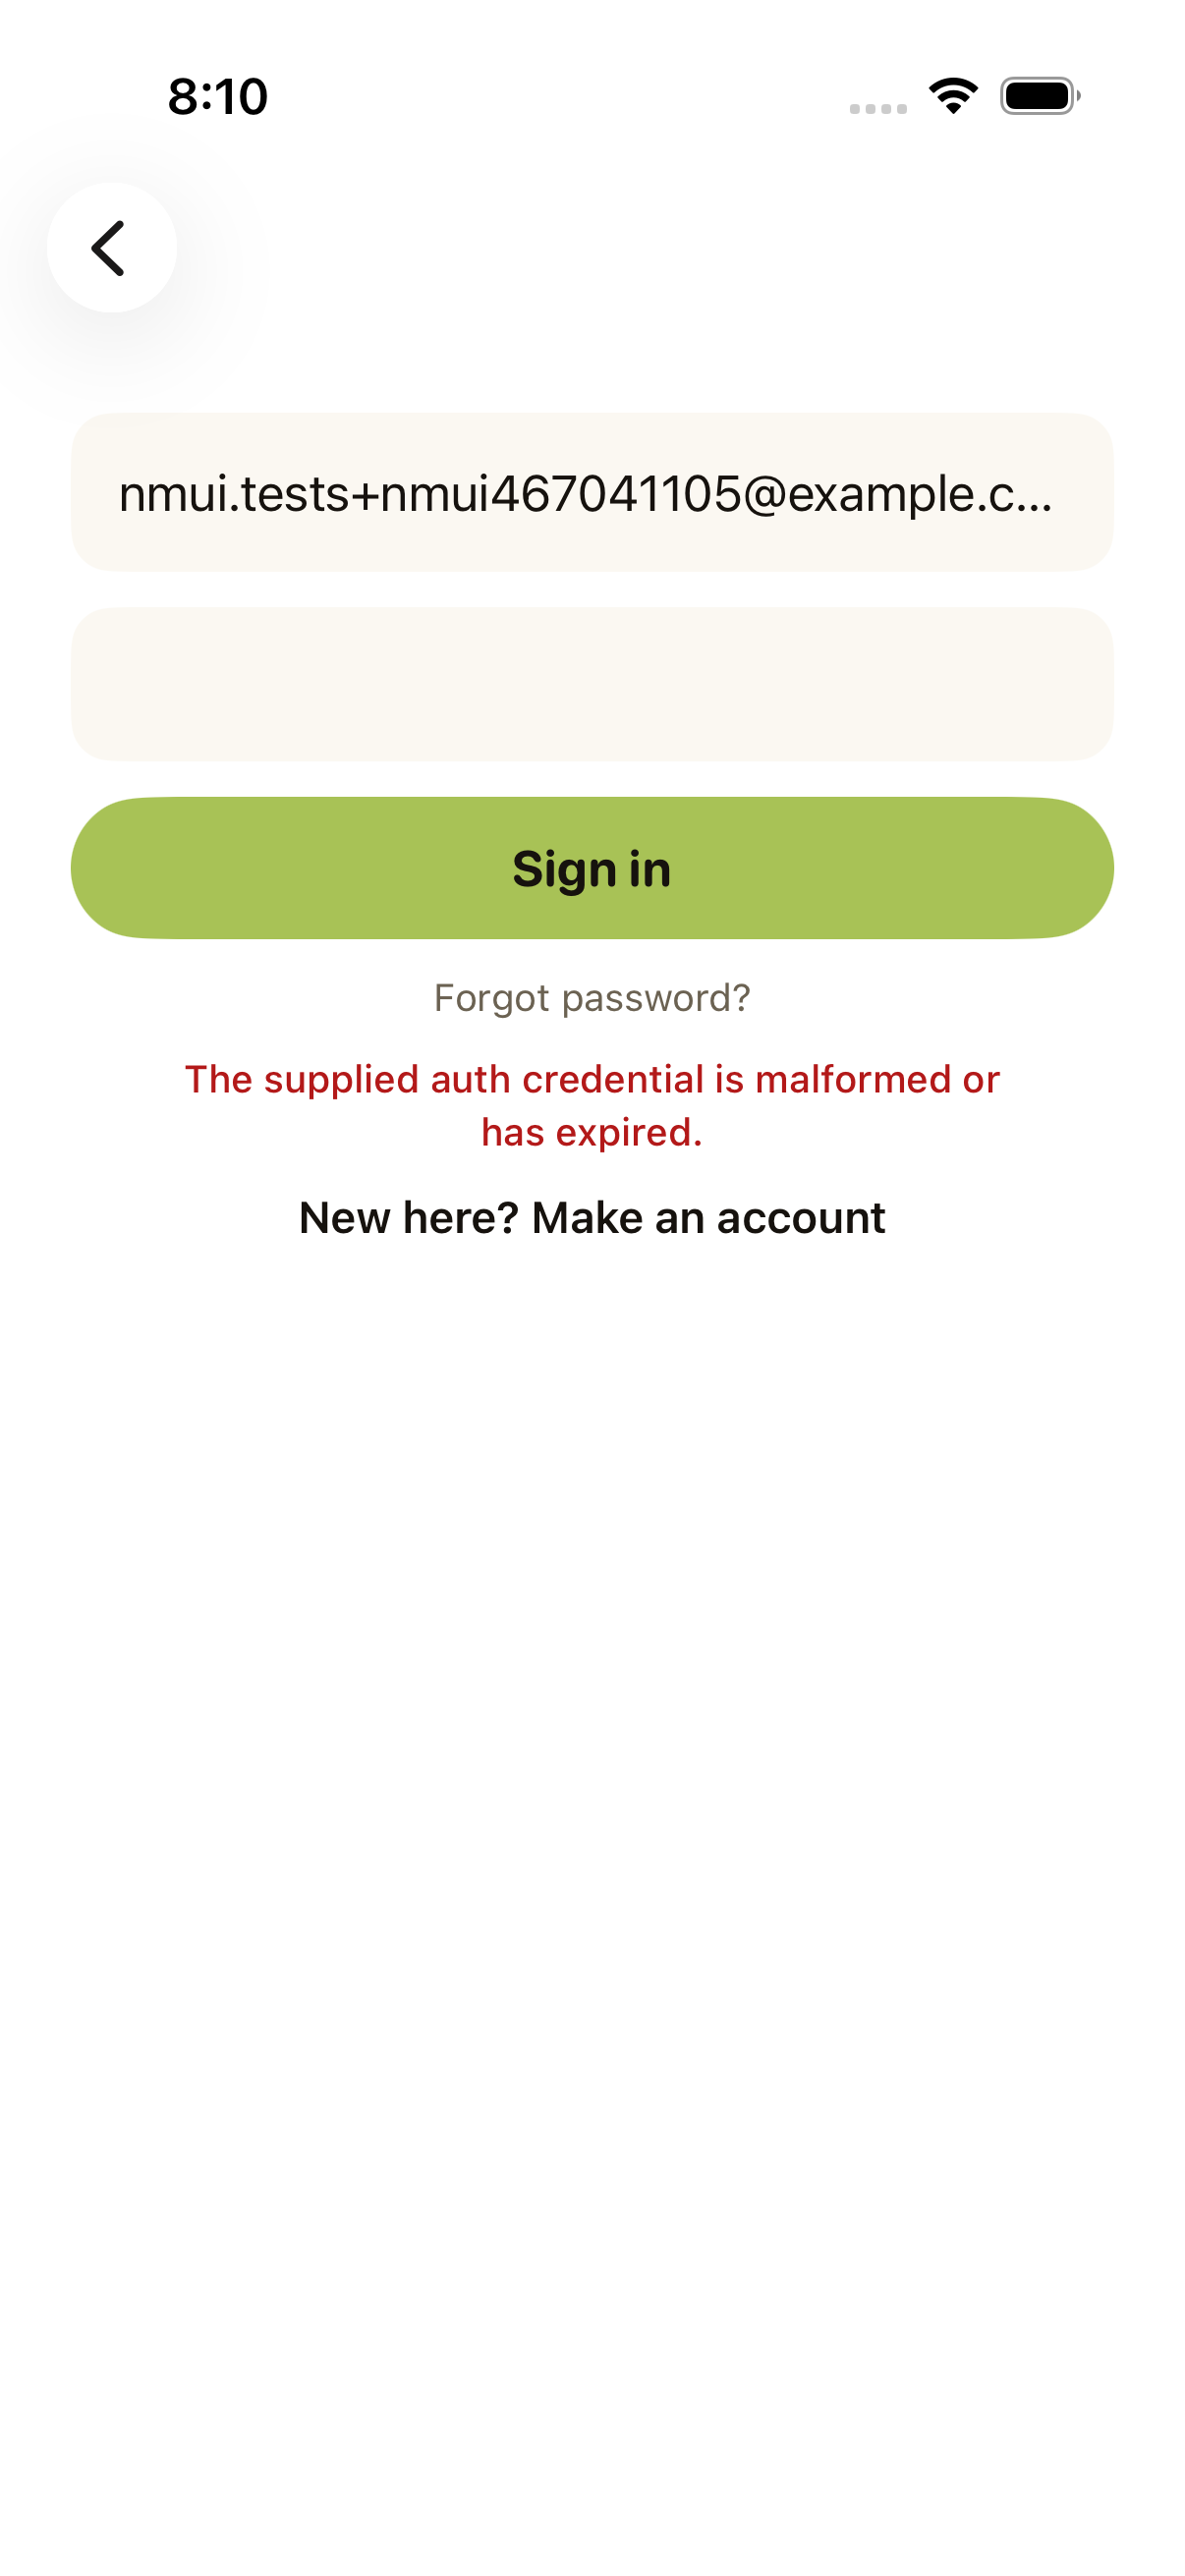 8:10
nmui.tests+nmui467041105@example.c...
Sign in
Forgot password?
The supplied auth credential is malformed or
has expired.
New here? Make an account